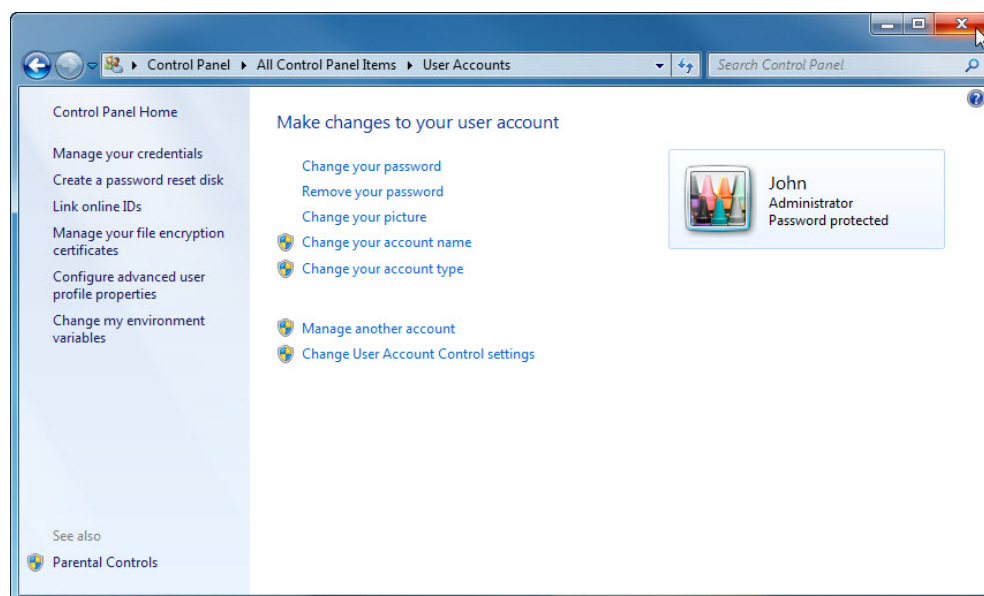 Control Panel
All Control Panel Items
User Accounts
Search Control Panel
Control Panel Home
Manage your credentials
Create a password reset disk
Link online IDs
Manage your file encryption
certificates
Configure advanced user
profile properties
Change my environment
variables
See also
Parental Controls
Make changes to your user account
Change your password
Remove your password
Change your picture
Change your account name
Change your account type
Manage another account
Change User Account Control settings
John
Administrator
Password protected